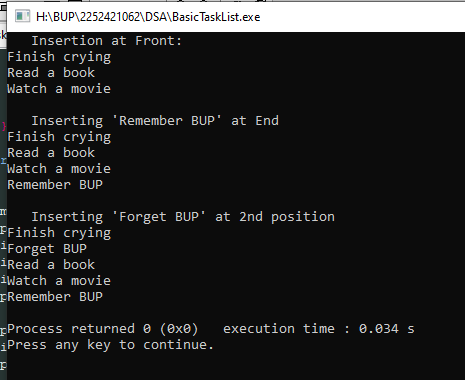 H:\BUP\2252421062\DSA\BasicTaskList.exe
Insertion at Front:
Finish crying
Read a book
Watch a movie
Inserting 'Remember BUP' at End
Finish crying
Read a book
Watch a movie
Remember BUP
Inserting 'Forget BUP' at 2nd position
Finish crying
Forget BUP
Read a book
Watch a movie
Remember BUP
Process returned 0 (0x0)   execution time : 0.034 s
Press any key to continue.